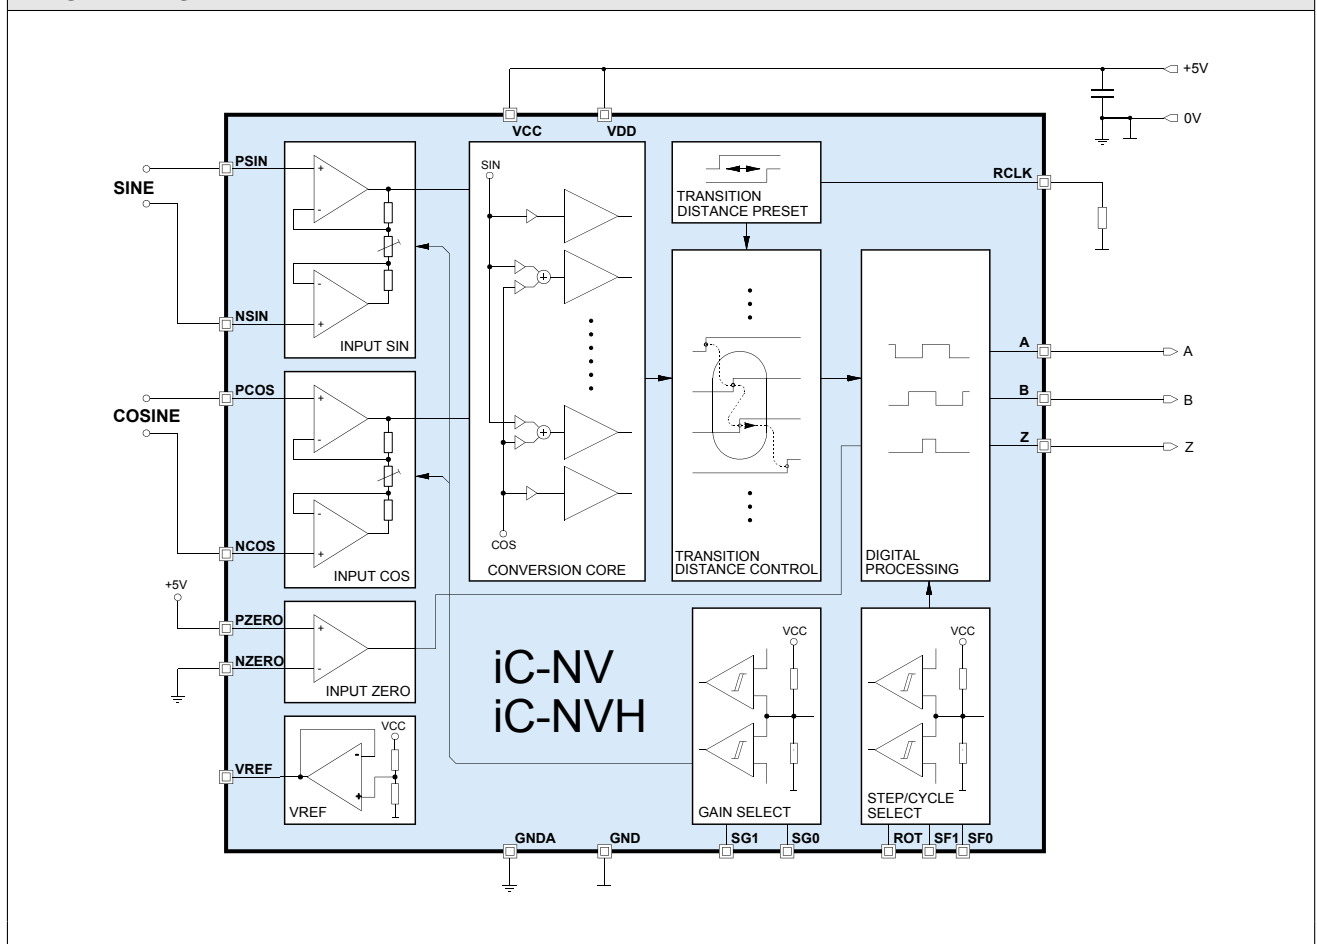 +5V
0V
VCC
VDD
PSIN
SINE
NSIN
+
-
-
+
INPUT SIN
SIN
TRANSITION
DISTANCE PRESET
RCLK
PCOS
COSINE
NCOS
+
-
-
+
INPUT COS
+
+
COS
CONVERSION CORE
TRANSITION
DISTANCE CONTROL
DIGITAL
PROCESSING
A
A
B
B
Z
Z
+5V
PZERO
NZERO
+
-
INPUT ZERO
iC-NV
iC-NVH
VCC
VCC
VREF
VCC
-
+
VREF
GAIN SELECT
STEP/CYCLE
SELECT
GNDA
GND
SG1
SG0
ROT
SF1
SF0